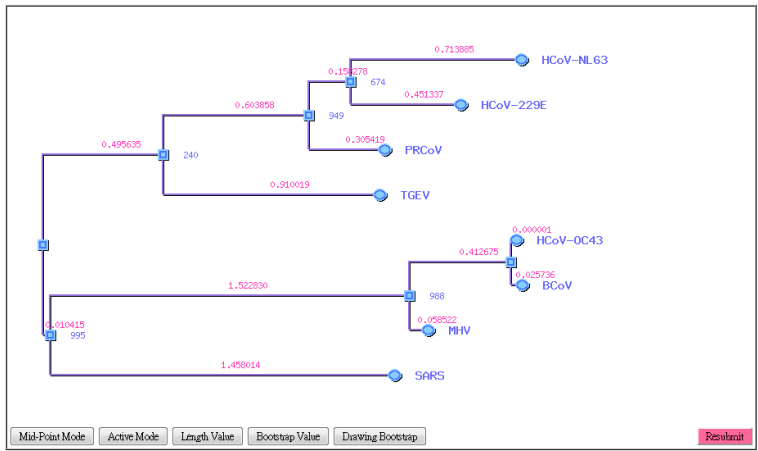 0.713885
HCoV-NL63
0.158278
674
0.451337
HCoV-229E
0.603858
949
0.305419
PRCoV
0.495635
240
0.910019
TGEV
0.000001
HCoV-OC43
0.412675
0.025736
BCoV
1.522830
988
0.058522
MHV
0.010415
995
1.458014
SARS
Mid-Point Mode Active Mode Length Value Bootstrap Value Drawing Bootstrap Resubmit